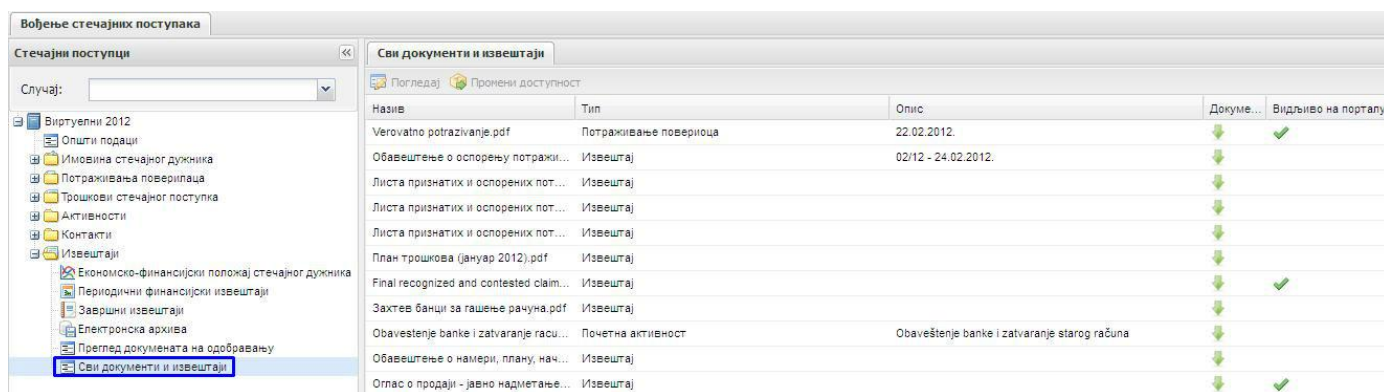 Вођење стечајних поступака
Стечајни поступци
Случај:
Виртуелни 2012
Општи подаци
Имовина стечајног дужника
Потраживања поверилаца
Трошкови стечајног поступка
Активности
Контакти
Извештаји
Економско-финансијски положај стечајног дужника
Периодични финансијски извештаји
Завршни извештаји
Електронска архива
Преглед докумената на одобравању
Сви документи и извештаји
Сви документи и извештаји
Погледај Промени доступност
Назив Тип Опис Докуме... Видљиво на порталу
Verovatno potrazivanje.pdf Потраживање повериоца 22.02.2012.
Обавештење о оспорењу потражи... Извештај 02/12 - 24.02.2012.
Листа признатих и оспорених пот... Извештај
Листа признатих и оспорених пот... Извештај
Листа признатих и оспорених пот... Извештај
План трошкова (јануар 2012).pdf Извештај
Final recognized and contested claim... Извештај
Захтев банци за гашење рачуна.pdf Извештај
Obavestenje banke i zatvaranje racu... Почетна активност Obaveštenje banke i zatvaranje starog računa
Обавештење о намери, плану, нач... Извештај
Оглас о продаји - јавно надметање... Извештај